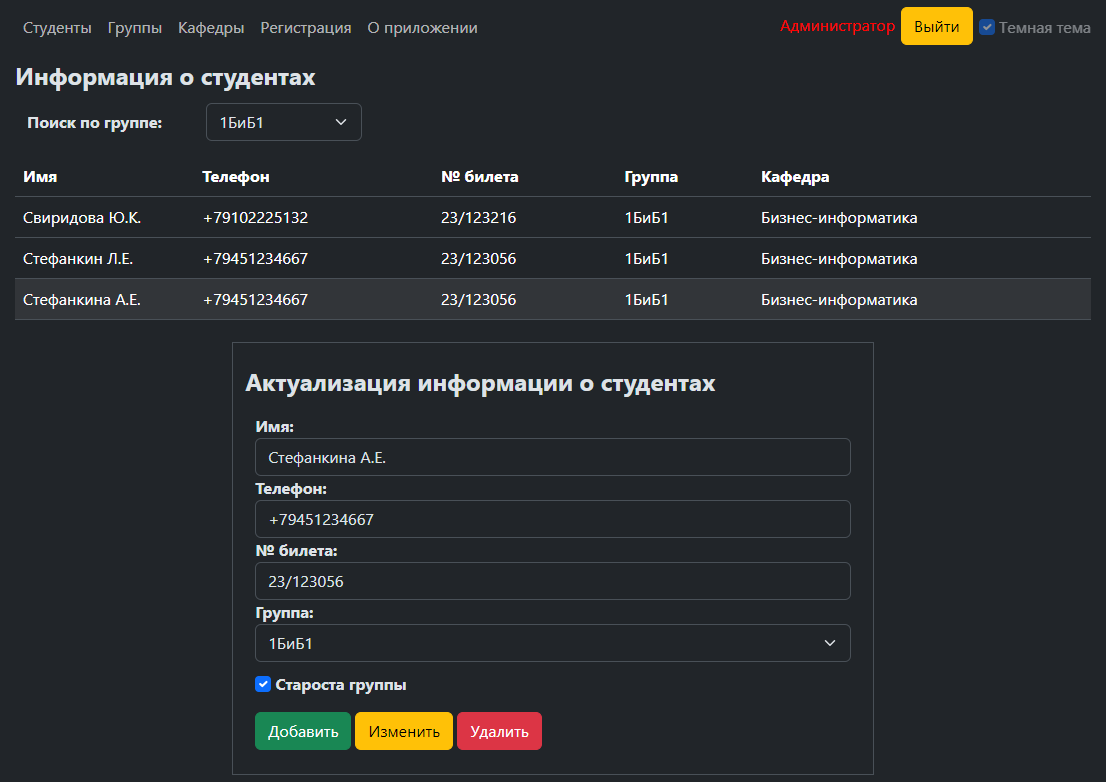 Студенты Группы Кафедры Регистрация О приложении Администратор Выйти Темная тема
Информация о студентах
Поиск по группе: 1БиБ1
Имя Телефон № билета Группа Кафедра
Свиридова Ю.К. +79102225132 23/123216 1БиБ1 Бизнес-информатика
Стефанкин Л.Е. +79451234667 23/123056 1БиБ1 Бизнес-информатика
Стефанкина А.Е. +79451234667 23/123056 1БиБ1 Бизнес-информатика
Актуализация информации о студентах
Имя:
Стефанкина А.Е.
Телефон:
+79451234667
№ билета:
23/123056
Группа:
1БиБ1
Староста группы
Добавить Изменить Удалить